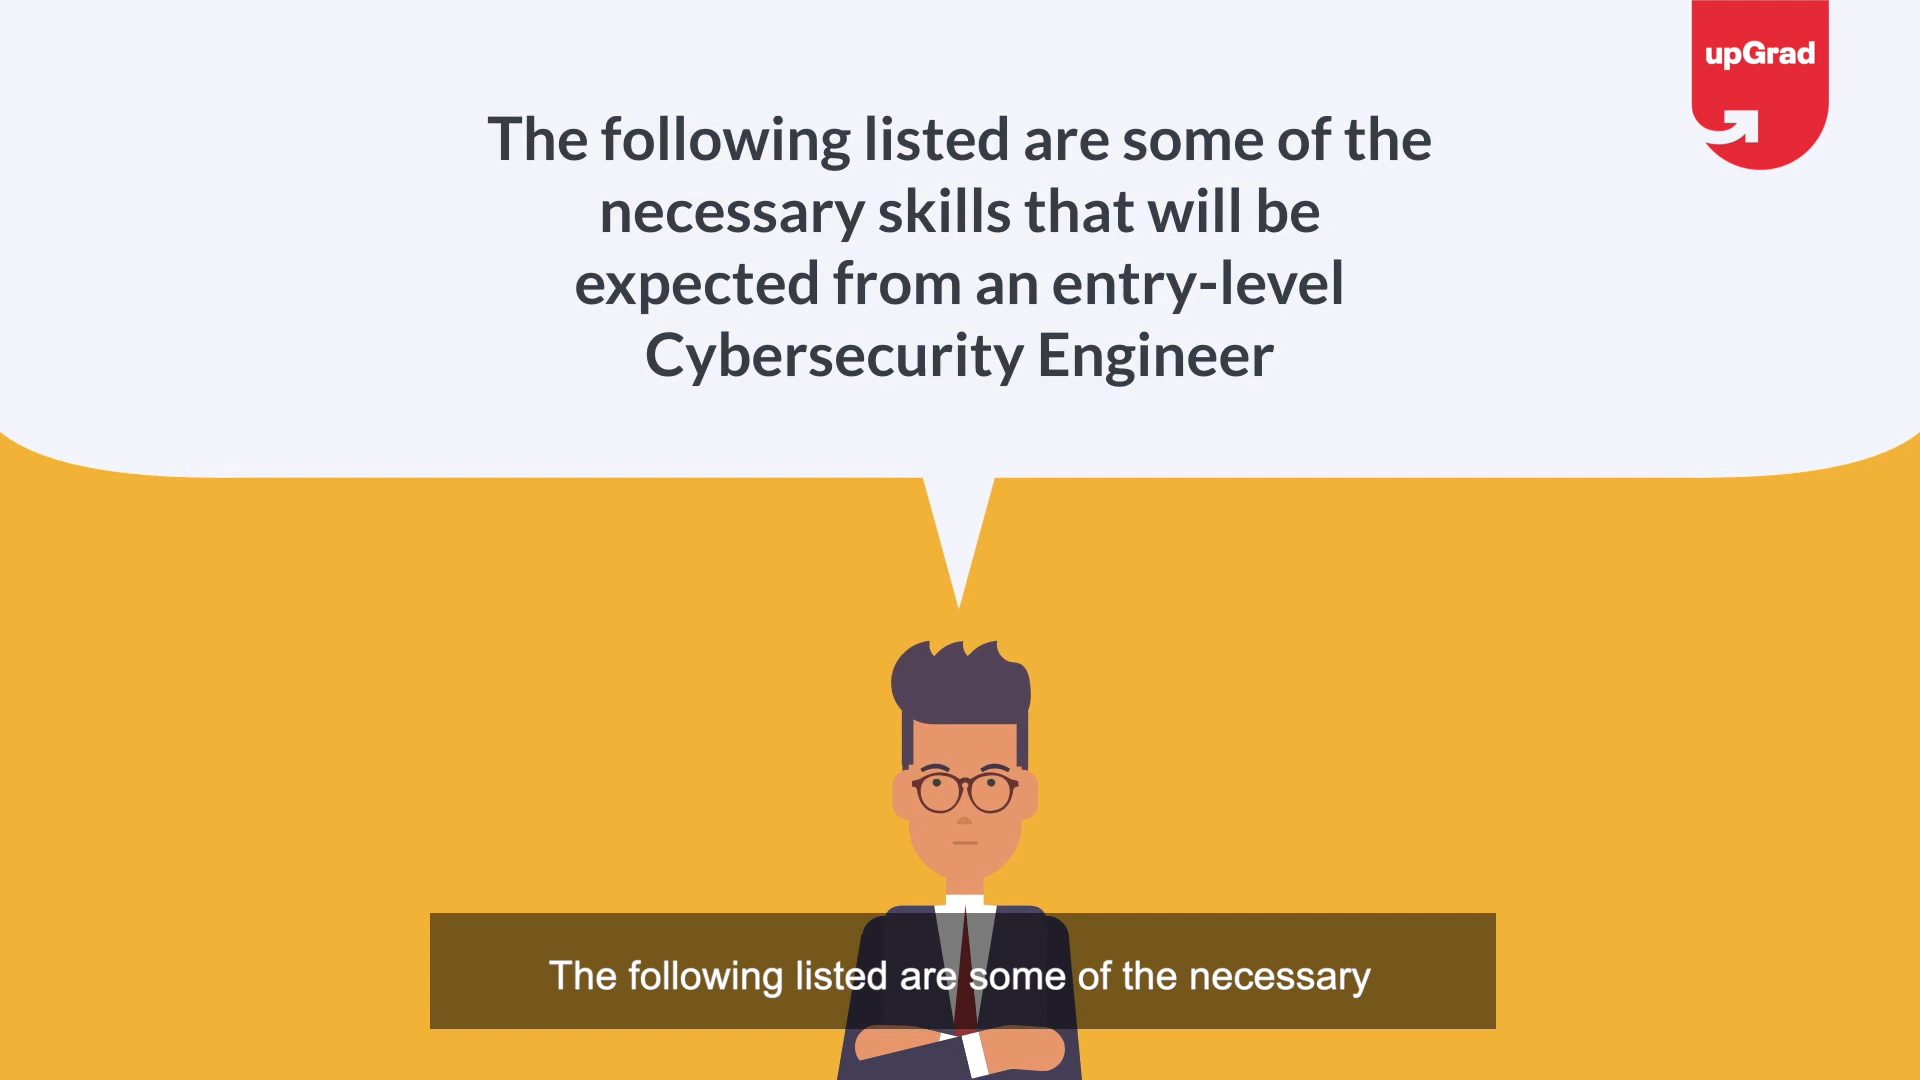 upGrad
The following listed are some of the
necessary skills that will be
expected from an entry-level
Cybersecurity Engineer
The following listed are some of the necessary